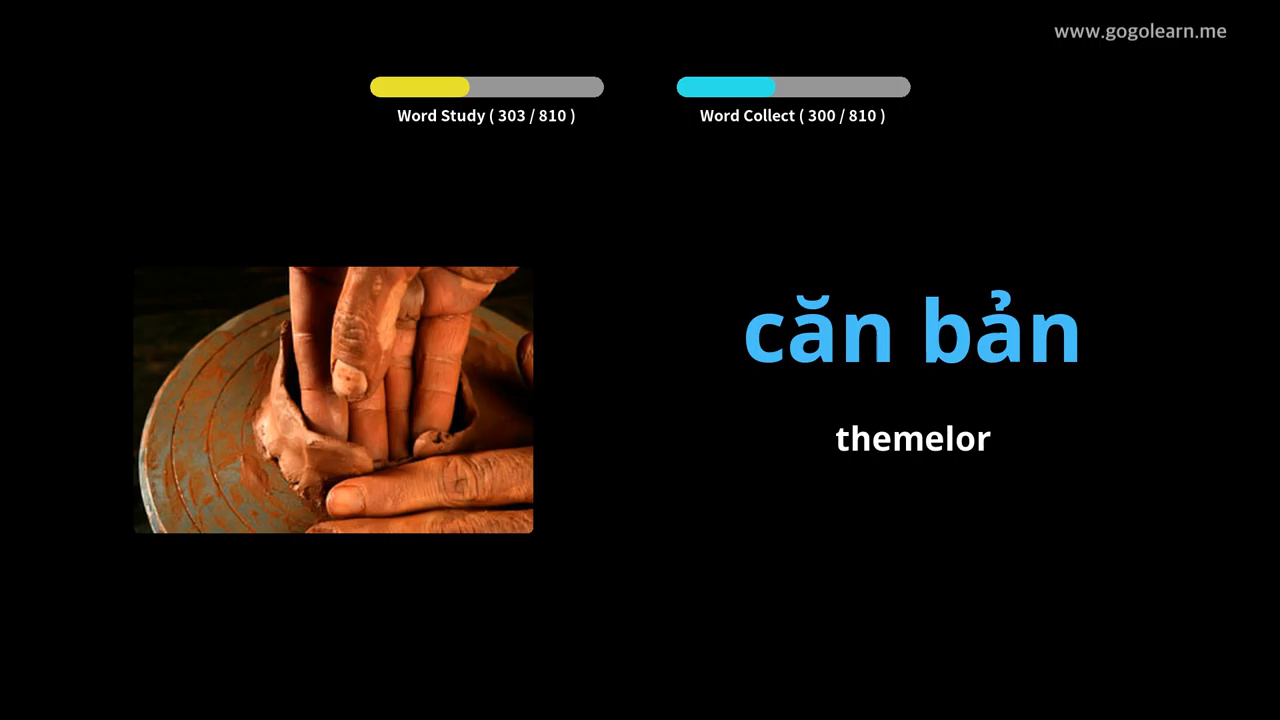 www.gogolearn.me
Word Study ( 303 / 810 )
Word Collect ( 300 / 810 )
căn bản
themelor